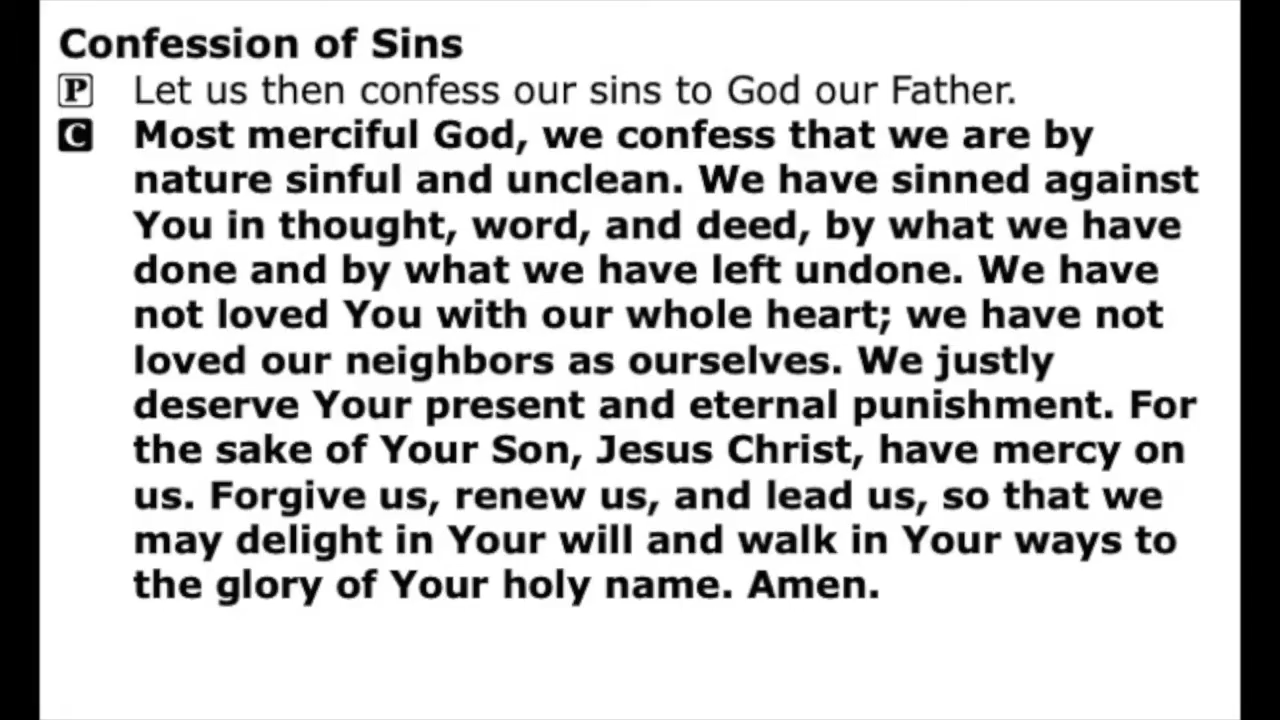 Confession of Sins
P Let us then confess our sins to God our Father.
C Most merciful God, we confess that we are by
nature sinful and unclean. We have sinned against
You in thought, word, and deed, by what we have
done and by what we have left undone. We have
not loved You with our whole heart; we have not
loved our neighbors as ourselves. We justly
deserve Your present and eternal punishment. For
the sake of Your Son, Jesus Christ, have mercy on
us. Forgive us, renew us, and lead us, so that we
may delight in Your will and walk in Your ways to
the glory of Your holy name. Amen.